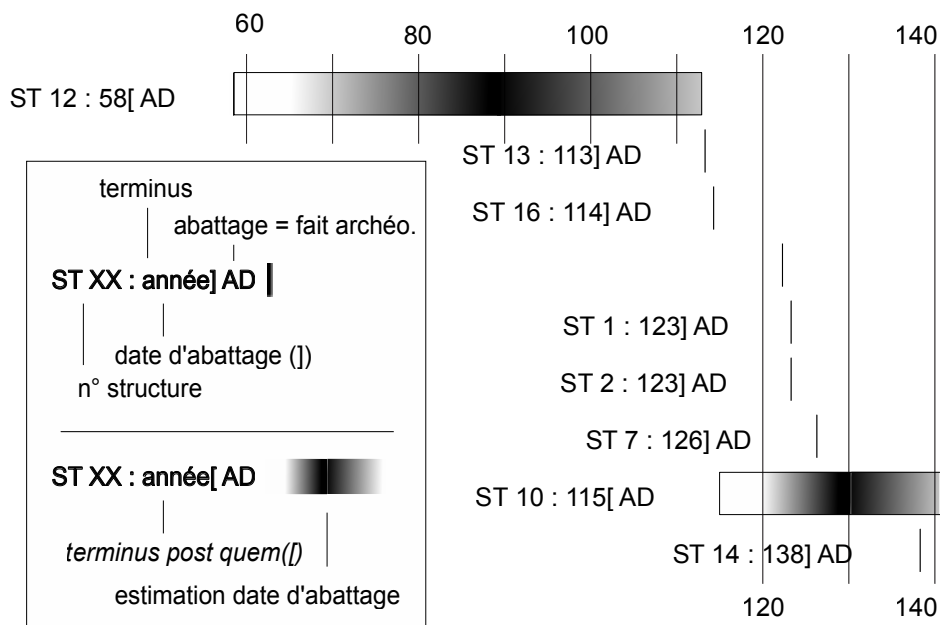 60 80 100 120 140
ST 12 : 58[ AD
ST 13 : 113] AD
ST 16 : 114] AD
ST 1 : 123] AD
ST 2 : 123] AD
ST 7 : 126] AD
ST 10 : 115[ AD
ST 14 : 138] AD
120 140
terminus
abattage = fait archéo.
ST XX : année] AD
date d'abattage (])
n° structure
ST XX : année[ AD
terminus post quem([)
estimation date d'abattage